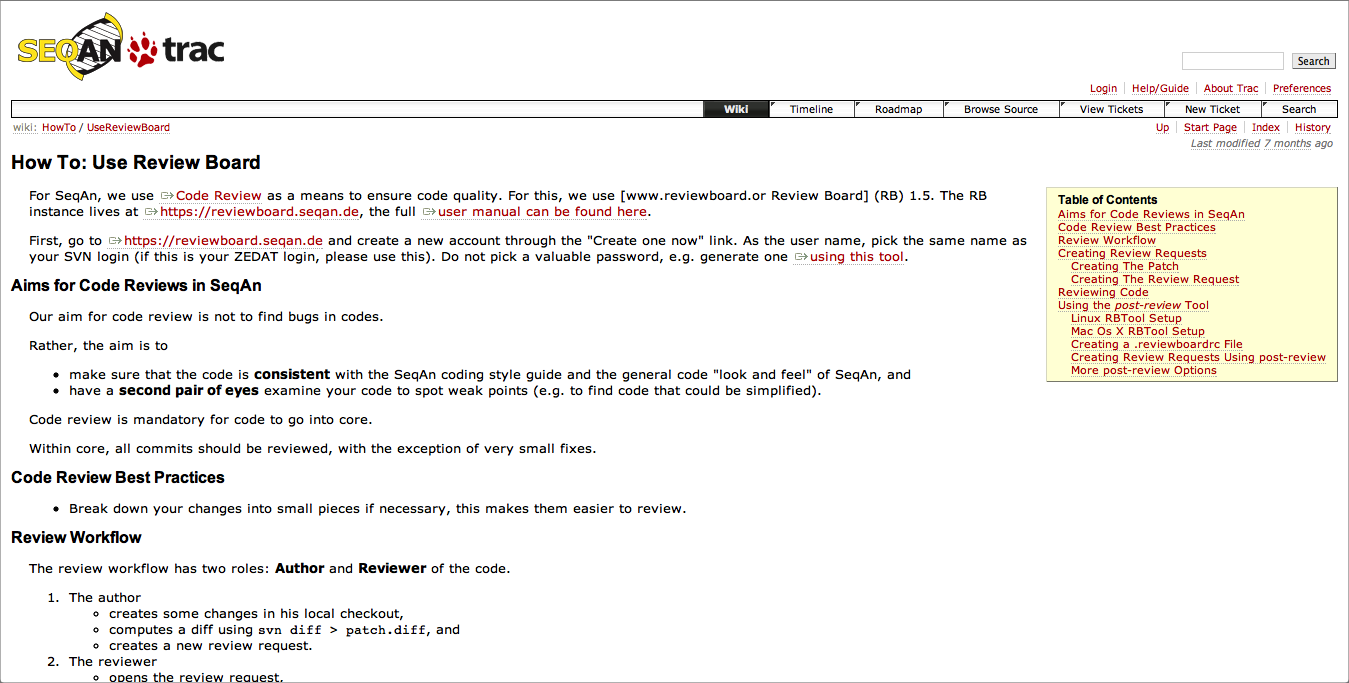 SEQAN trac
Search
Login Help/Guide About Trac Preferences
Wiki Timeline Roadmap Browse Source View Tickets New Ticket Search
wiki: HowTo / UseReviewBoard
Up Start Page Index History
Last modified 7 months ago
How To: Use Review Board
For SeqAn, we use Code Review as a means to ensure code quality. For this, we use [www.reviewboard.or Review Board] (RB) 1.5. The RB
instance lives at https://reviewboard.seqan.de, the full user manual can be found here.
First, go to https://reviewboard.seqan.de and create a new account through the "Create one now" link. As the user name, pick the same name as
your SVN login (if this is your ZEDAT login, please use this). Do not pick a valuable password, e.g. generate one using this tool.
Table of Contents
Aims for Code Reviews in SeqAn
Code Review Best Practices
Review Workflow
Creating Review Requests
Creating The Patch
Creating The Review Request
Reviewing Code
Using the post-review Tool
Linux RBTool Setup
Mac Os X RBTool Setup
Creating a .reviewboardrc File
Creating Review Requests Using post-review
More post-review Options
Aims for Code Reviews in SeqAn
Our aim for code review is not to find bugs in codes.
Rather, the aim is to
• make sure that the code is consistent with the SeqAn coding style guide and the general code "look and feel" of SeqAn, and
• have a second pair of eyes examine your code to spot weak points (e.g. to find code that could be simplified).
Code review is mandatory for code to go into core.
Within core, all commits should be reviewed, with the exception of very small fixes.
Code Review Best Practices
• Break down your changes into small pieces if necessary, this makes them easier to review.
Review Workflow
The review workflow has two roles: Author and Reviewer of the code.
1. The author
◦ creates some changes in his local checkout,
◦ computes a diff using svn diff > patch.diff, and
◦ creates a new review request.
2. The reviewer
◦ opens the review request,